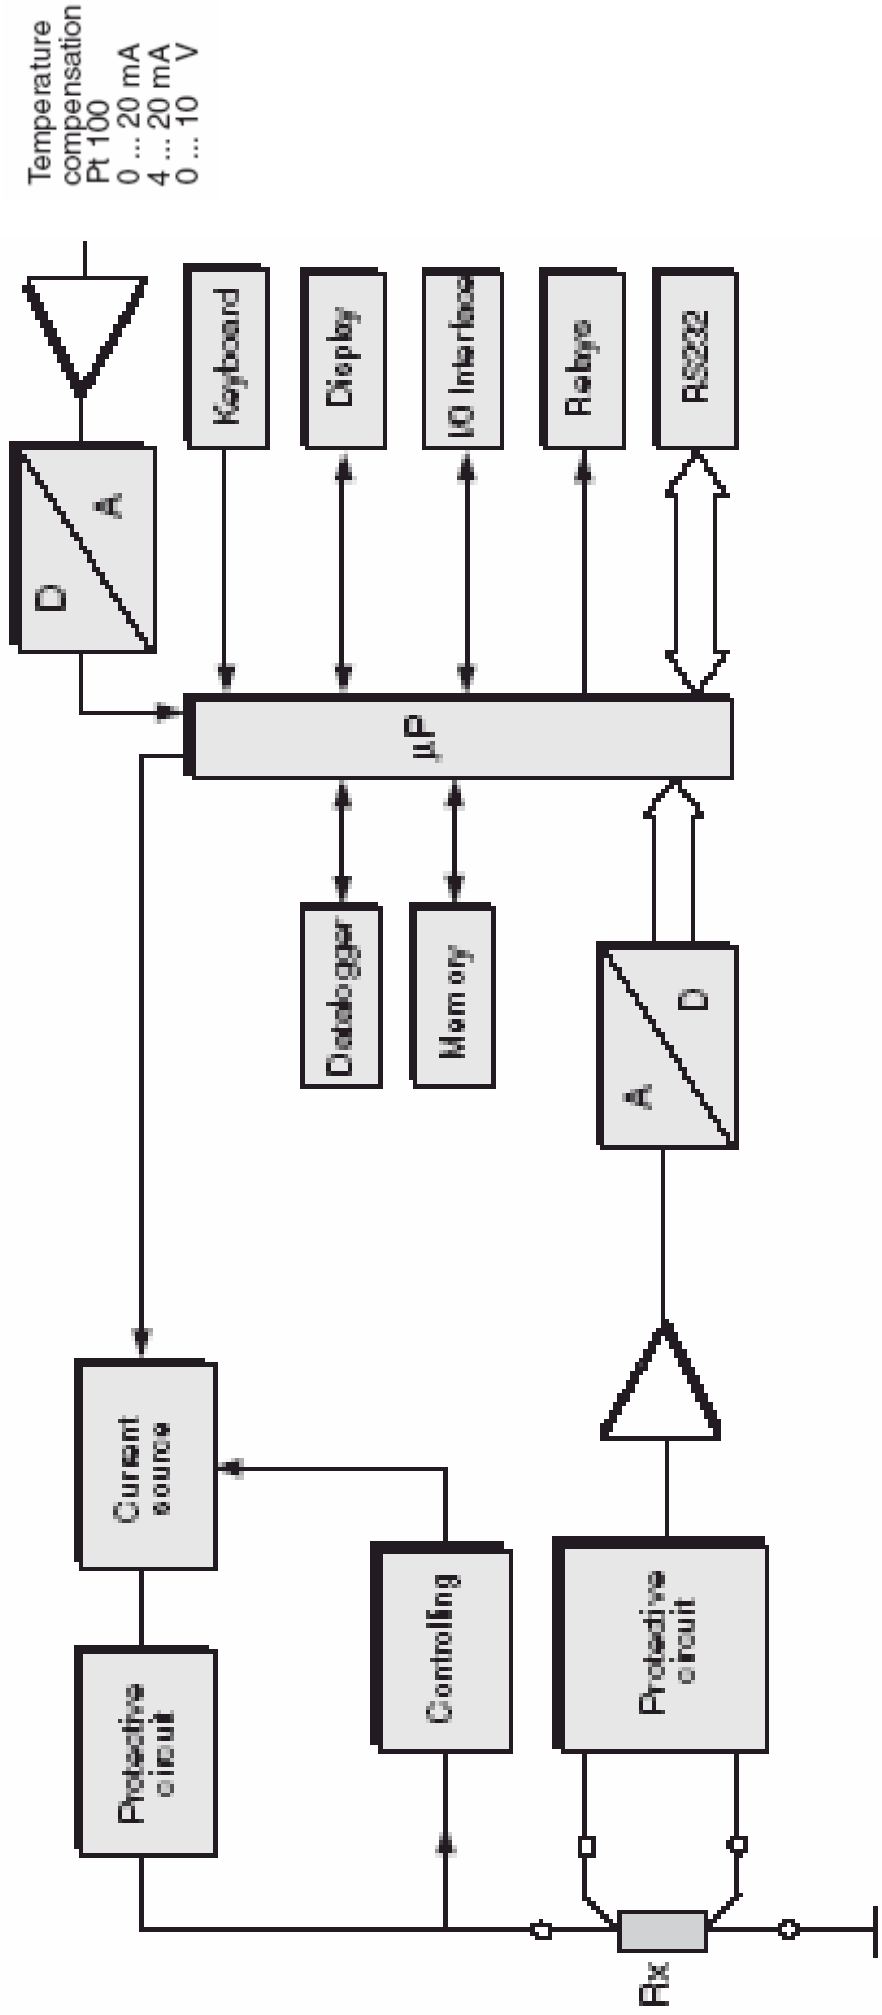 Temperature
compensation
Pt 100
0 ... 20 mA
4 ... 20 mA
0 ... 10 V
D
A
Keyboard
Display
I/O Interface
Relays
RS232
µP
Datalogger
Memory
A
D
Current
source
Protective
circuit
Controlling
Protective
circuit
Rx